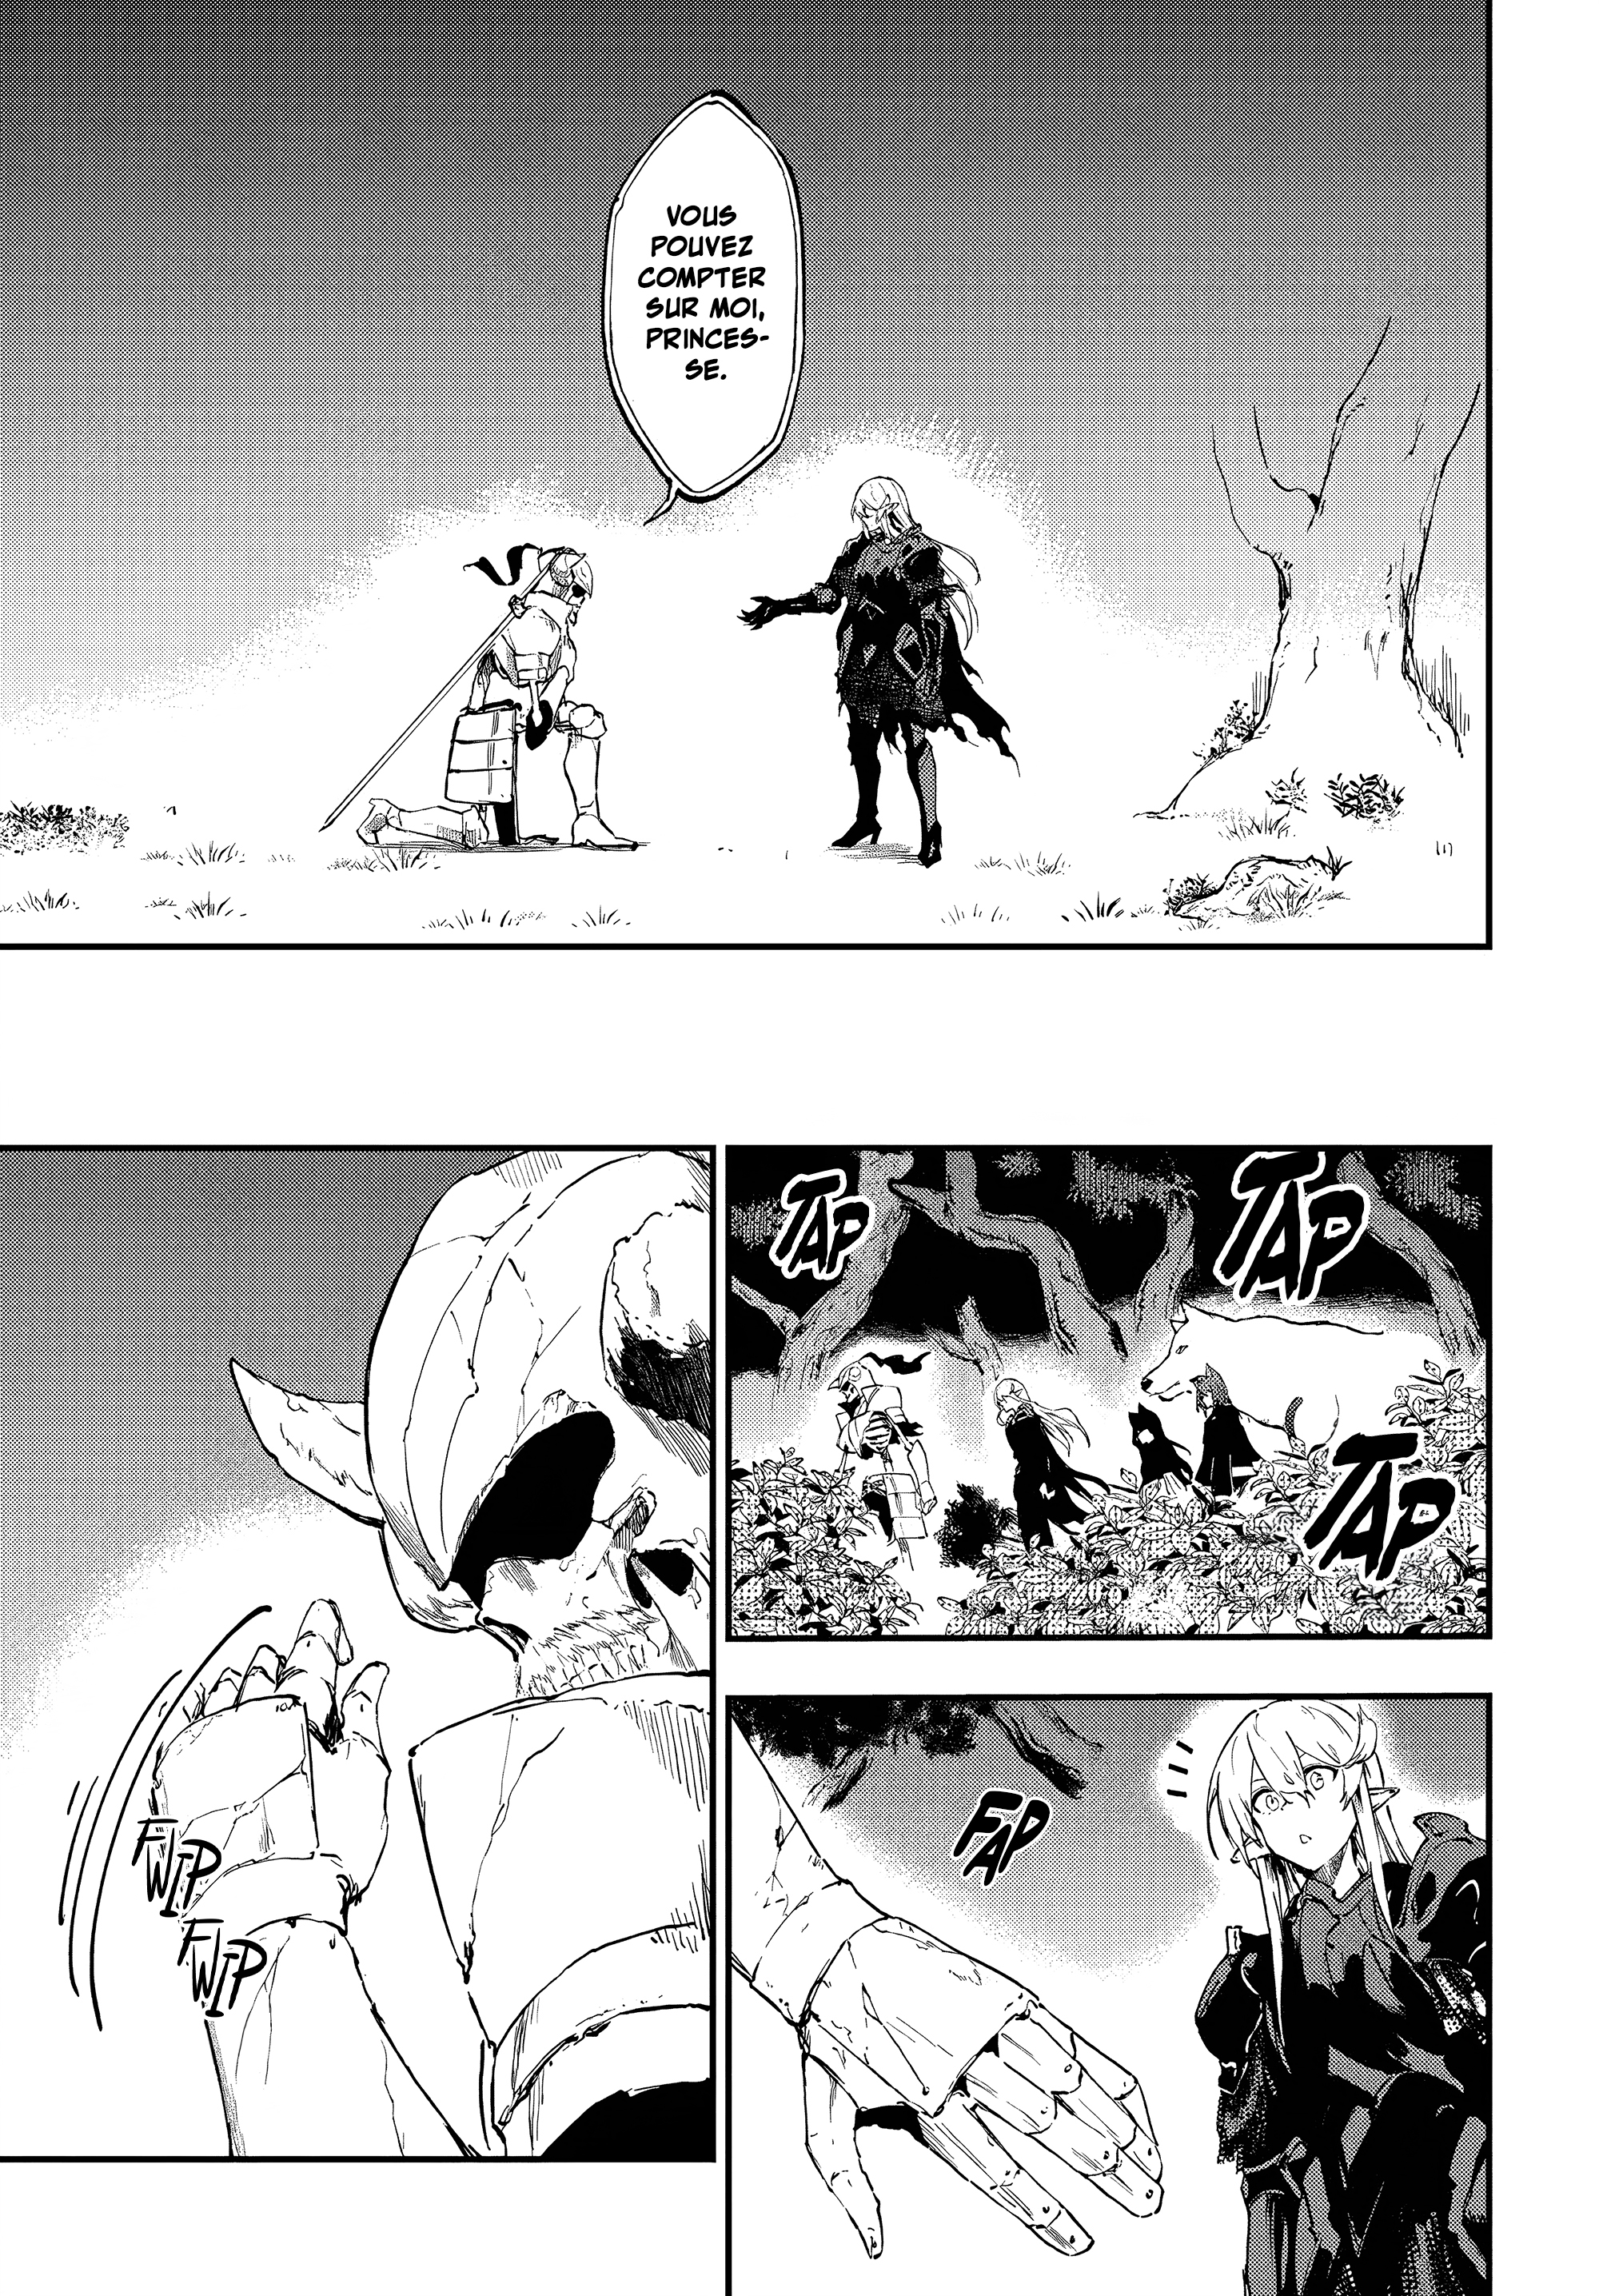 VOUS
POUVEZ
COMPTER
SUR MOI,
PRINCES-
SE.
TAP
TAP
TAP
FAP
FWIP
FWIP